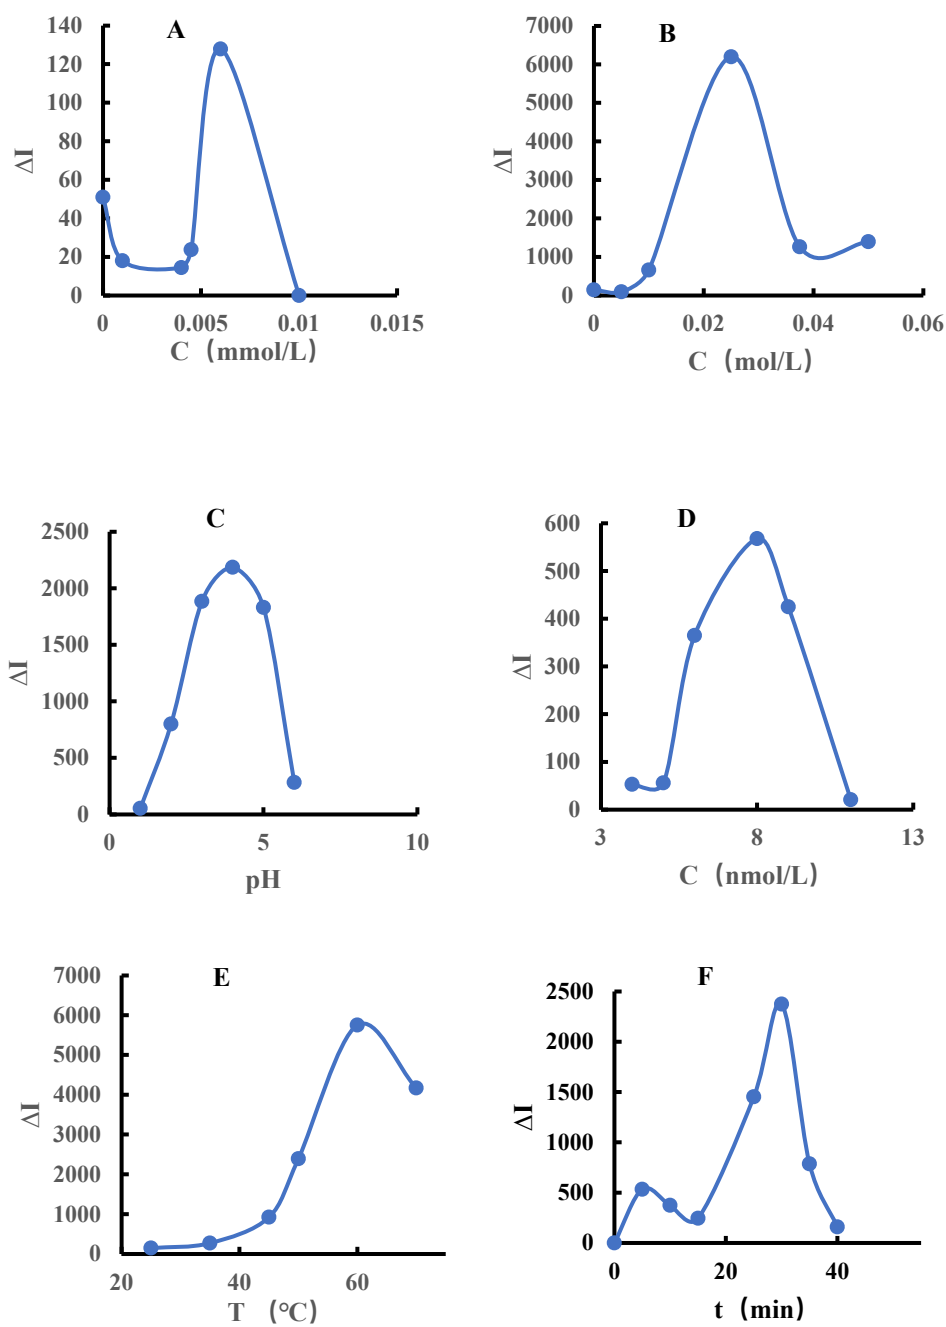 A
140
120
100
80
60
40
20
0
ΔI
0 0.005 0.01 0.015
C (mmol/L)
B
7000
6000
5000
4000
3000
2000
1000
0
ΔI
0 0.02 0.04 0.06
C (mol/L)
C
2500
2000
1500
1000
500
0
ΔI
0 5 10
pH
D
600
500
400
300
200
100
0
ΔI
3 8 13
C (nmol/L)
E
7000
6000
5000
4000
3000
2000
1000
0
ΔI
20 40 60
T (℃)
F
2500
2000
1500
1000
500
0
ΔI
0 20 40
t (min)